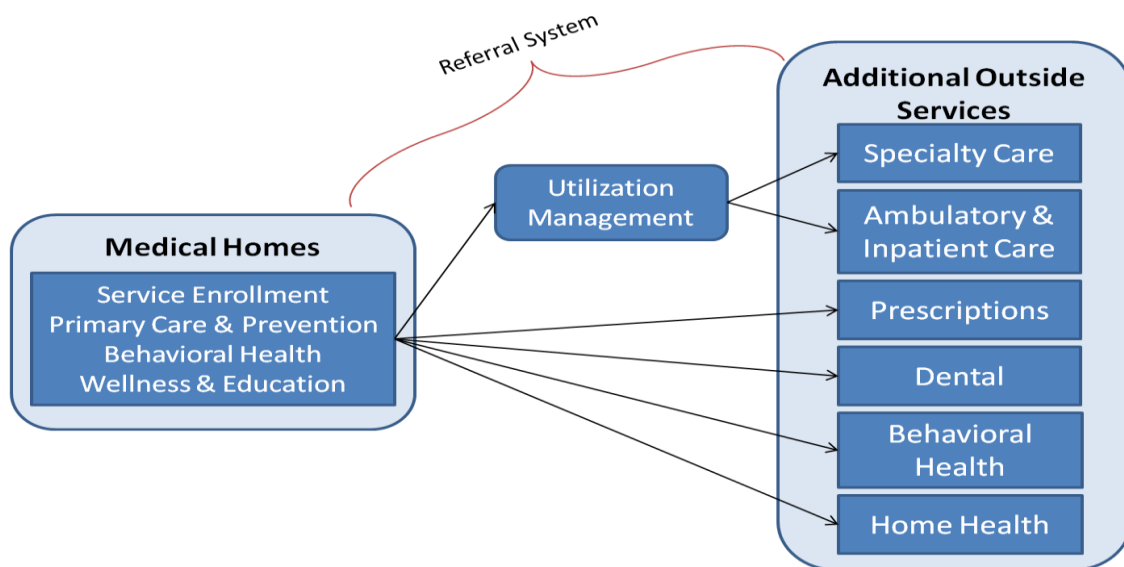 Referral System
Medical Homes
Service Enrollment
Primary Care & Prevention
Behavioral Health
Wellness & Education
Utilization
Management
Additional Outside
Services
Specialty Care
Ambulatory &
Inpatient Care
Prescriptions
Dental
Behavioral
Health
Home Health